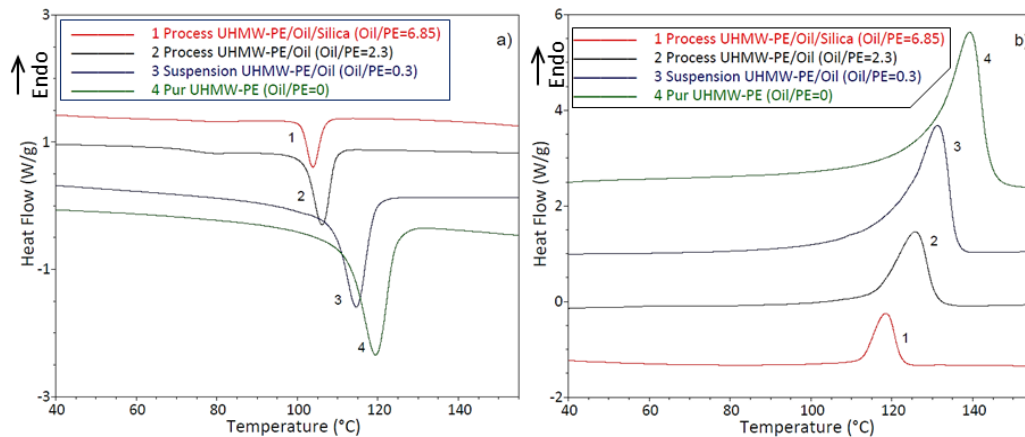 3
1 Process UHMW-PE/Oil/Silica (Oil/PE=6.85)
2 Process UHMW-PE/Oil (Oil/PE=2.3)
3 Suspension UHMW-PE/Oil (Oil/PE=0.3)
4 Pur UHMW-PE (Oil/PE=0)
a)
Endo
1
-1
-3
Heat Flow (W/g)
1
2
3
4
40 60 80 100 120 140
Temperature (°C)
6
1 Process UHMW-PE/Oil/Silica (Oil/PE=6.85)
2 Process UHMW-PE/Oil (Oil/PE=2.3)
3 Suspension UHMW-PE/Oil (Oil/PE=0.3)
4 Pur UHMW-PE (Oil/PE=0)
b)
Endo
4
2
0
-2
Heat Flow (W/g)
4
3
2
1
40 60 80 100 120 140
Temperature (°C)